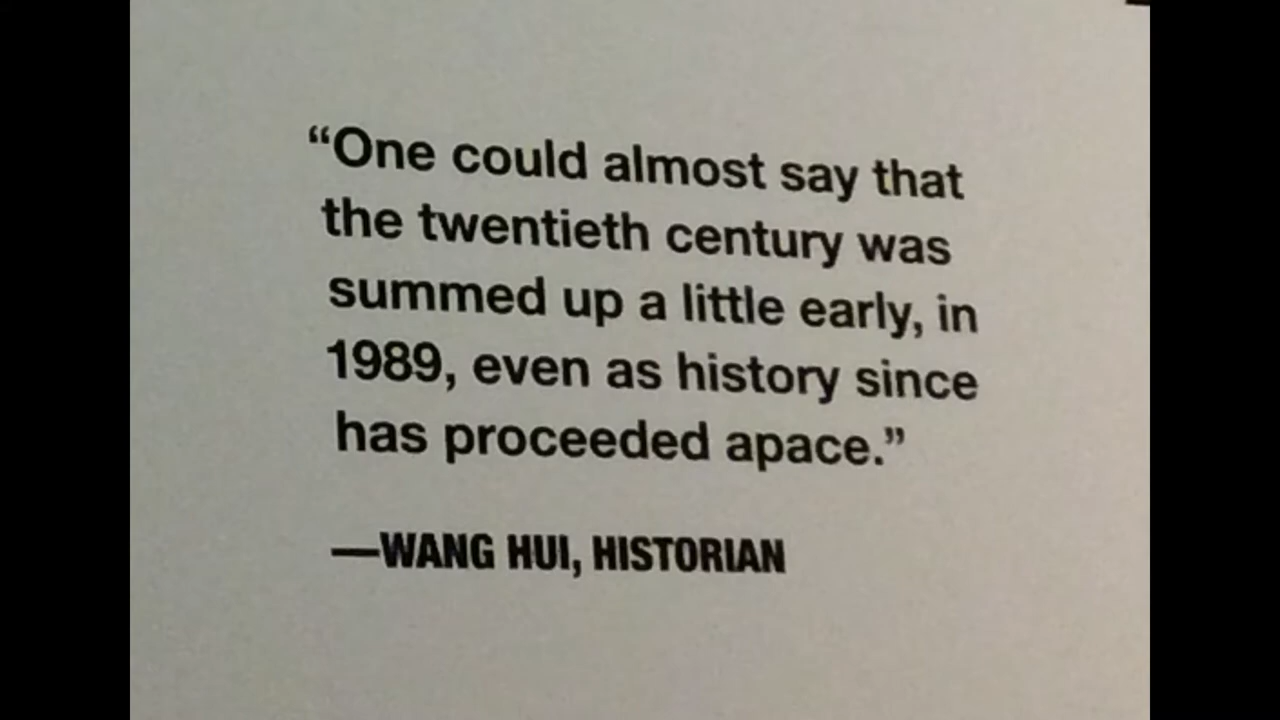 “One could almost say that
the twentieth century was
summed up a little early, in
1989, even as history since
has proceeded apace.”
—WANG HUI, HISTORIAN